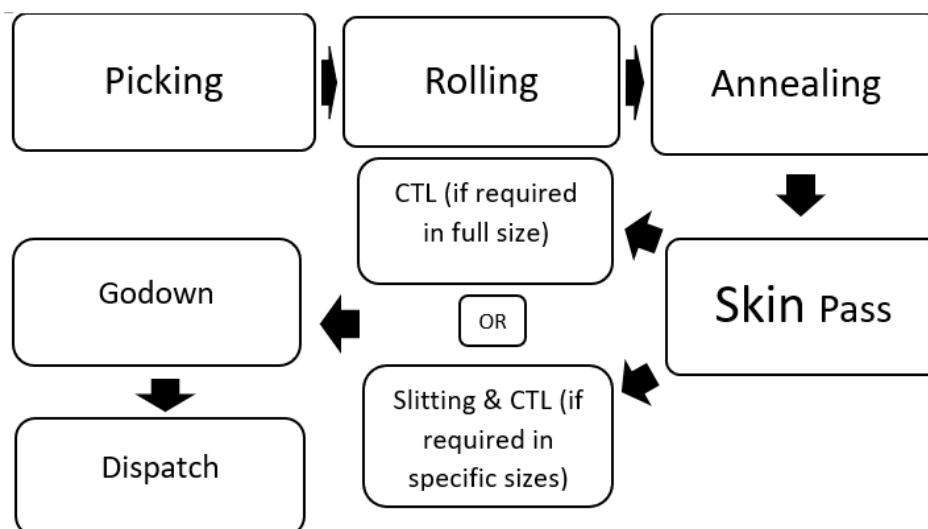 Picking
Rolling
Annealing
CTL (if required
in full size)
Skin Pass
Godown
OR
Slitting & CTL (if
required in
specific sizes)
Dispatch